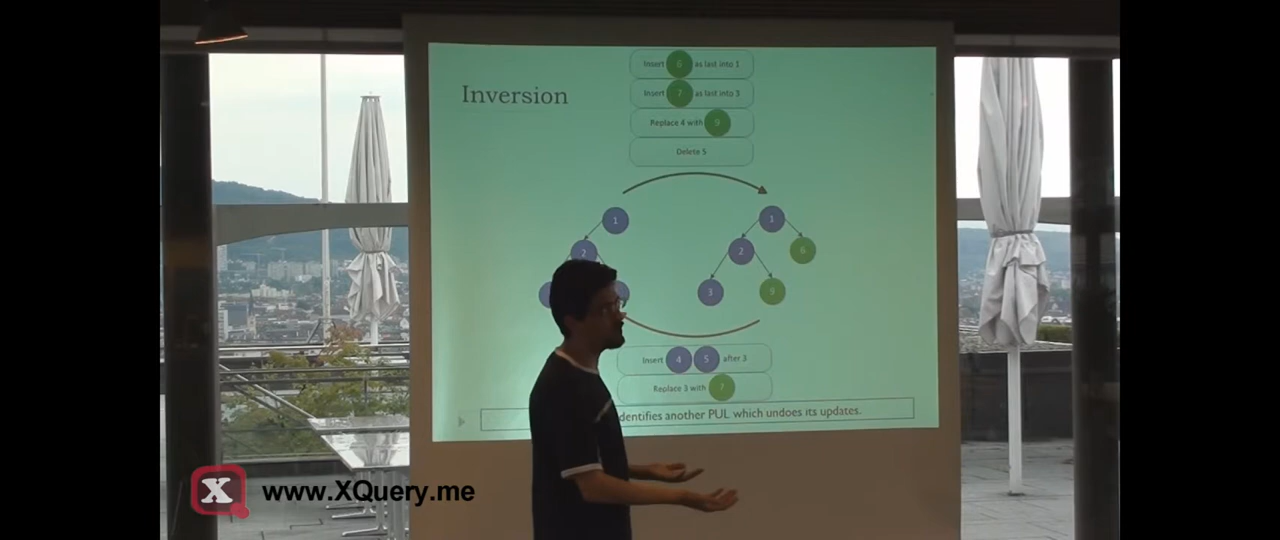 Insert 6 as last into 1
Inversion
Insert 7 as last into 3
Replace 4 with 9
Delete 5
1
1
2
2
6
3
9
Insert 4 5 after 3
Replace 3 with 7
identifies another PUL which undoes its updates.
X
www.XQuery.me